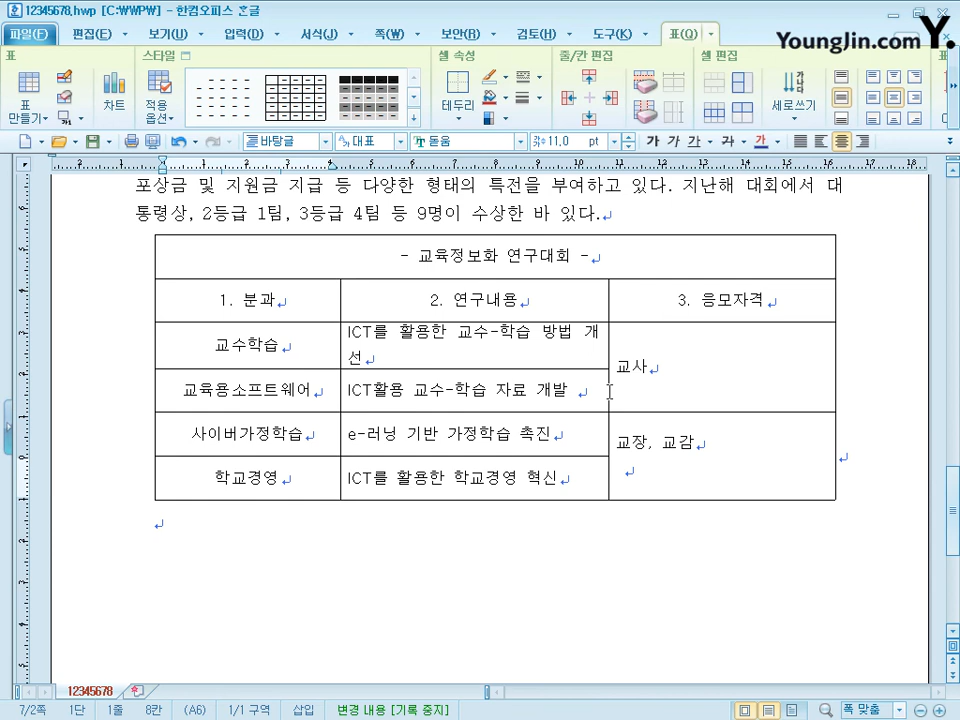 12345678.hwp [C:\WWPW] - 한컴오피스 한글
파일(F) 편집(E) 보기(U) 입력(D) 서식(J) 쪽(W) 보안(R) 검토(H) 도구(K) 표(Q)
YoungJin.com Y.
표 스타일 셀 속성 줄/칸 편집 셀 편집
표 만들기 차트 적용 옵션 테두리 세로쓰기
바탕글 대표 돋움 11.0 pt 가 가 가 가 가
포상금 및 지원금 지급 등 다양한 형태의 특전을 부여하고 있다. 지난해 대회에서 대
통령상, 2등급 1팀, 3등급 4팀 등 9명이 수상한 바 있다.
- 교육정보화 연구대회 -
1. 분과 2. 연구내용 3. 응모자격
교수학습 ICT를 활용한 교수-학습 방법 개
선
교사
교육용소프트웨어 ICT활용 교수-학습 자료 개발
사이버가정학습 e-러닝 기반 가정학습 촉진
교장, 교감
학교경영 ICT를 활용한 학교경영 혁신
12345678
7/2쪽 1단 1줄 8칸 (A6) 1/1 구역 삽입 변경 내용 [기록 중지] 폭 맞춤